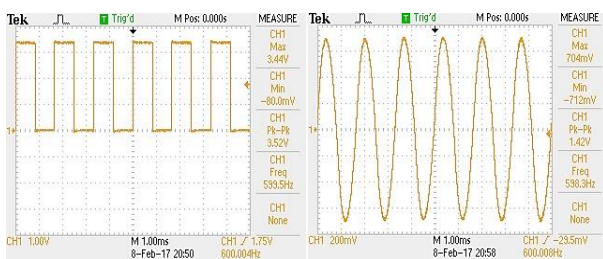 Tek Trig'd M Pos: 0.000s MEASURE
CH1
Max
3.44V
CH1
Min
-80.0mV
CH1
Pk-Pk
3.52V
CH1
Freq
599.5Hz
CH1
None
1
CH1 1.00V M 1.00ms CH1 / 1.75V
8-Feb-17 20:50 600.004Hz
Tek Trig'd M Pos: 0.000s MEASURE
CH1
Max
704mV
CH1
Min
-712mV
CH1
Pk-Pk
1.42V
CH1
Freq
598.3Hz
CH1
None
1
CH1 200mV M 1.00ms CH1 / -29.5mV
8-Feb-17 20:58 600.008Hz